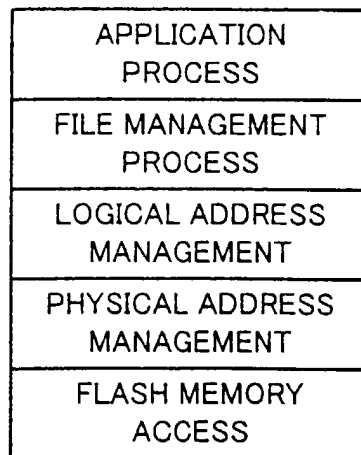 APPLICATION
PROCESS
FILE MANAGEMENT
PROCESS
LOGICAL ADDRESS
MANAGEMENT
PHYSICAL ADDRESS
MANAGEMENT
FLASH MEMORY
ACCESS